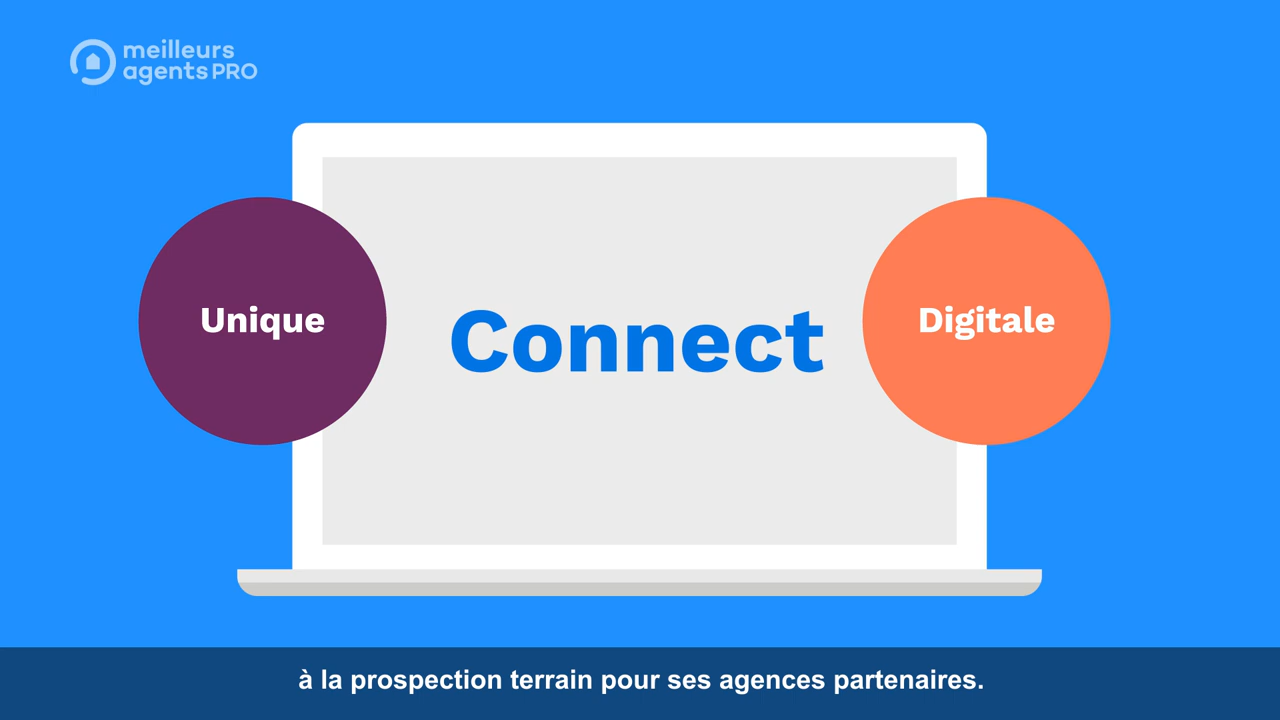 meilleurs
agents PRO
Unique
Connect
Digitale
à la prospection terrain pour ses agences partenaires.